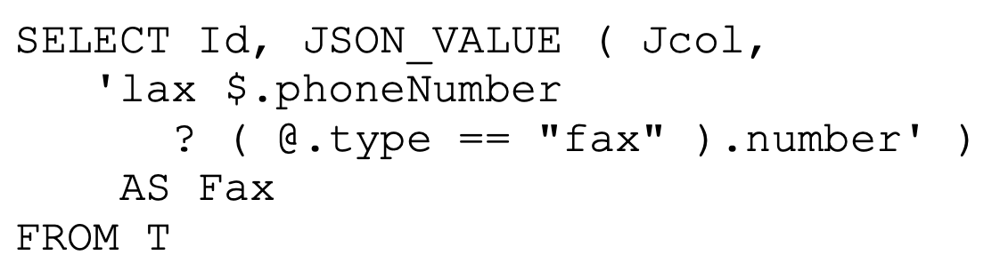 SELECT Id, JSON_VALUE ( Jcol,
'lax $.phoneNumber
? ( @.type == "fax" ).number' )
AS Fax
FROM T